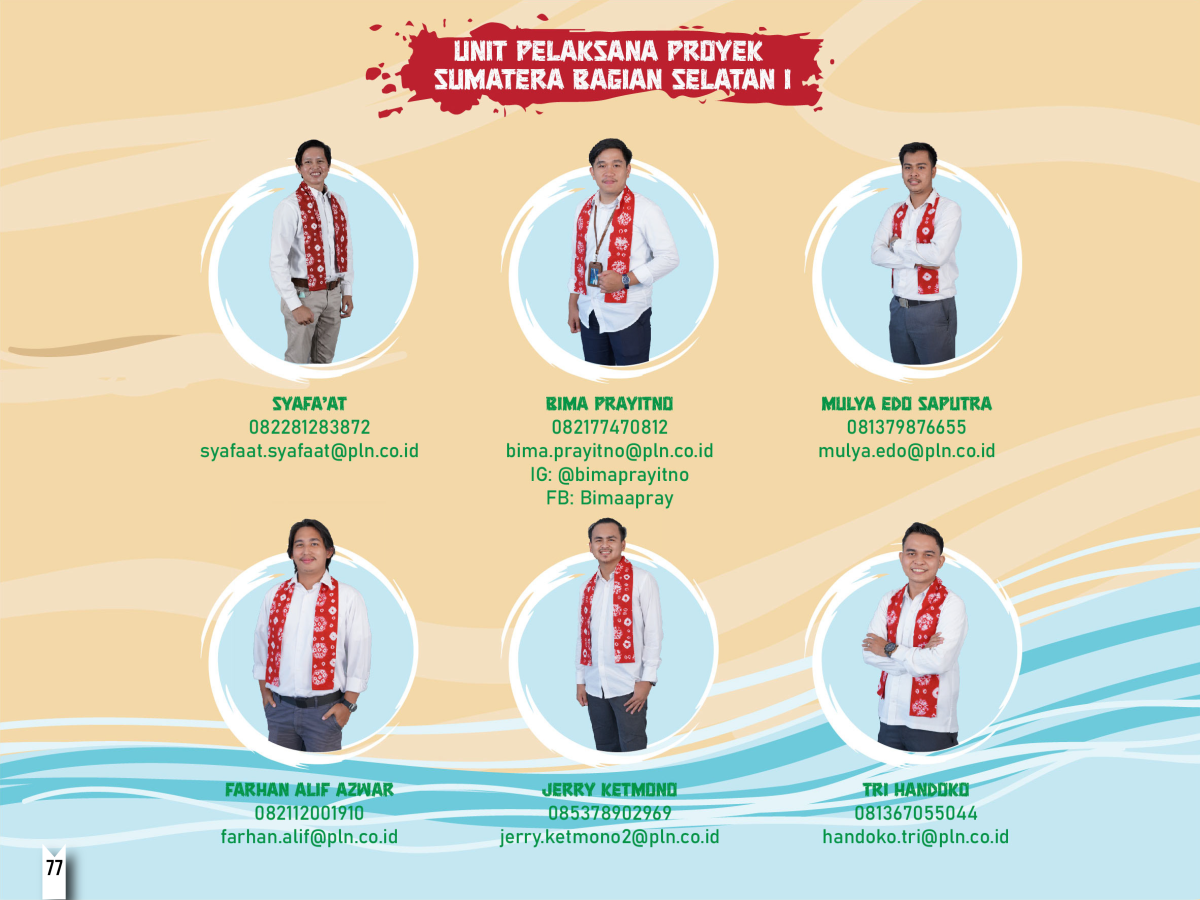 UNIT PELAKSANA PROYEK
SUMATERA BAGIAN SELATAN I
SYAFA'AT
082281283872
syafaat.syafaat@pln.co.id
BIMA PRAYITNO
082177470812
bima.prayitno@pln.co.id
IG: @bimaprayitno
FB: Bimaapray
MULYA EDO SAPUTRA
081379876655
mulya.edo@pln.co.id
FARHAN ALIF AZWAR
082112001910
farhan.alif@pln.co.id
JERRY KETMONO
085378902969
jerry.ketmono2@pln.co.id
TRI HANDOKO
081367055044
handoko.tri@pln.co.id
77